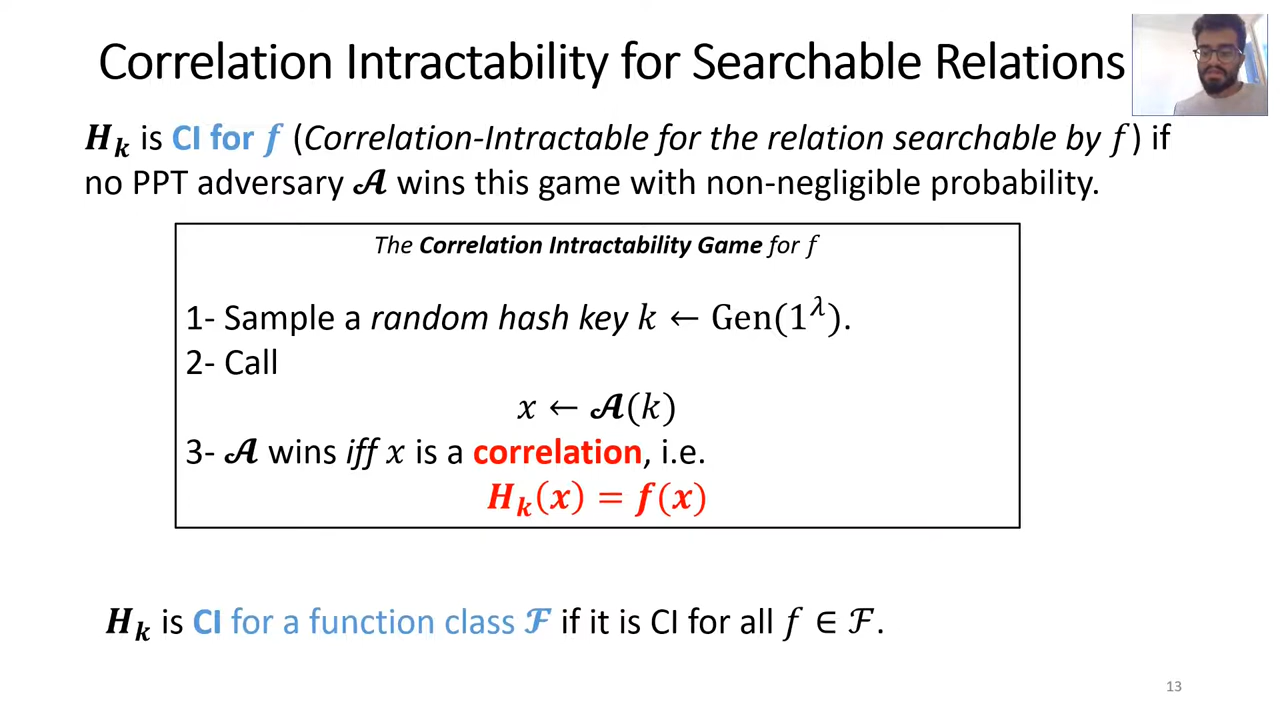 Correlation Intractability for Searchable Relations
𝑯ₖ is CI for 𝒇 (Correlation-Intractable for the relation searchable by 𝑓) if
no PPT adversary 𝓐 wins this game with non-negligible probability.
The Correlation Intractability Game for 𝑓
1- Sample a random hash key 𝑘 ← Gen(1^λ).
2- Call
𝑥 ← 𝓐(𝑘)
3- 𝓐 wins iff 𝑥 is a correlation, i.e.
𝑯ₖ(𝒙) = 𝒇(𝒙)
𝑯ₖ is CI for a function class 𝓕 if it is CI for all 𝑓 ∈ ℱ.
13